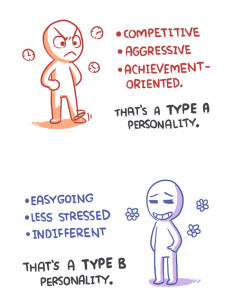 • COMPETITIVE
• AGGRESSIVE
• ACHIEVEMENT-
ORIENTED.
THAT'S A TYPE A
PERSONALITY.
• EASYGOING
• LESS STRESSED
• INDIFFERENT
THAT'S A TYPE B
PERSONALITY.